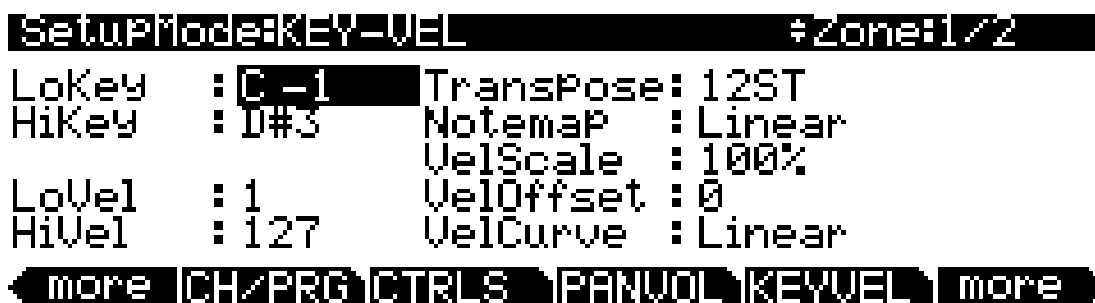 SetupMode:KEY-VEL ÷Zone:1/2
LoKey :C -1 Transpose:12ST
HiKey :D#3 Notemap :Linear
VelScale :100%
LoVel :1 VelOffset :0
HiVel :127 VelCurve :Linear
more CH/PRG CTRLS PANVOL KEYVEL more